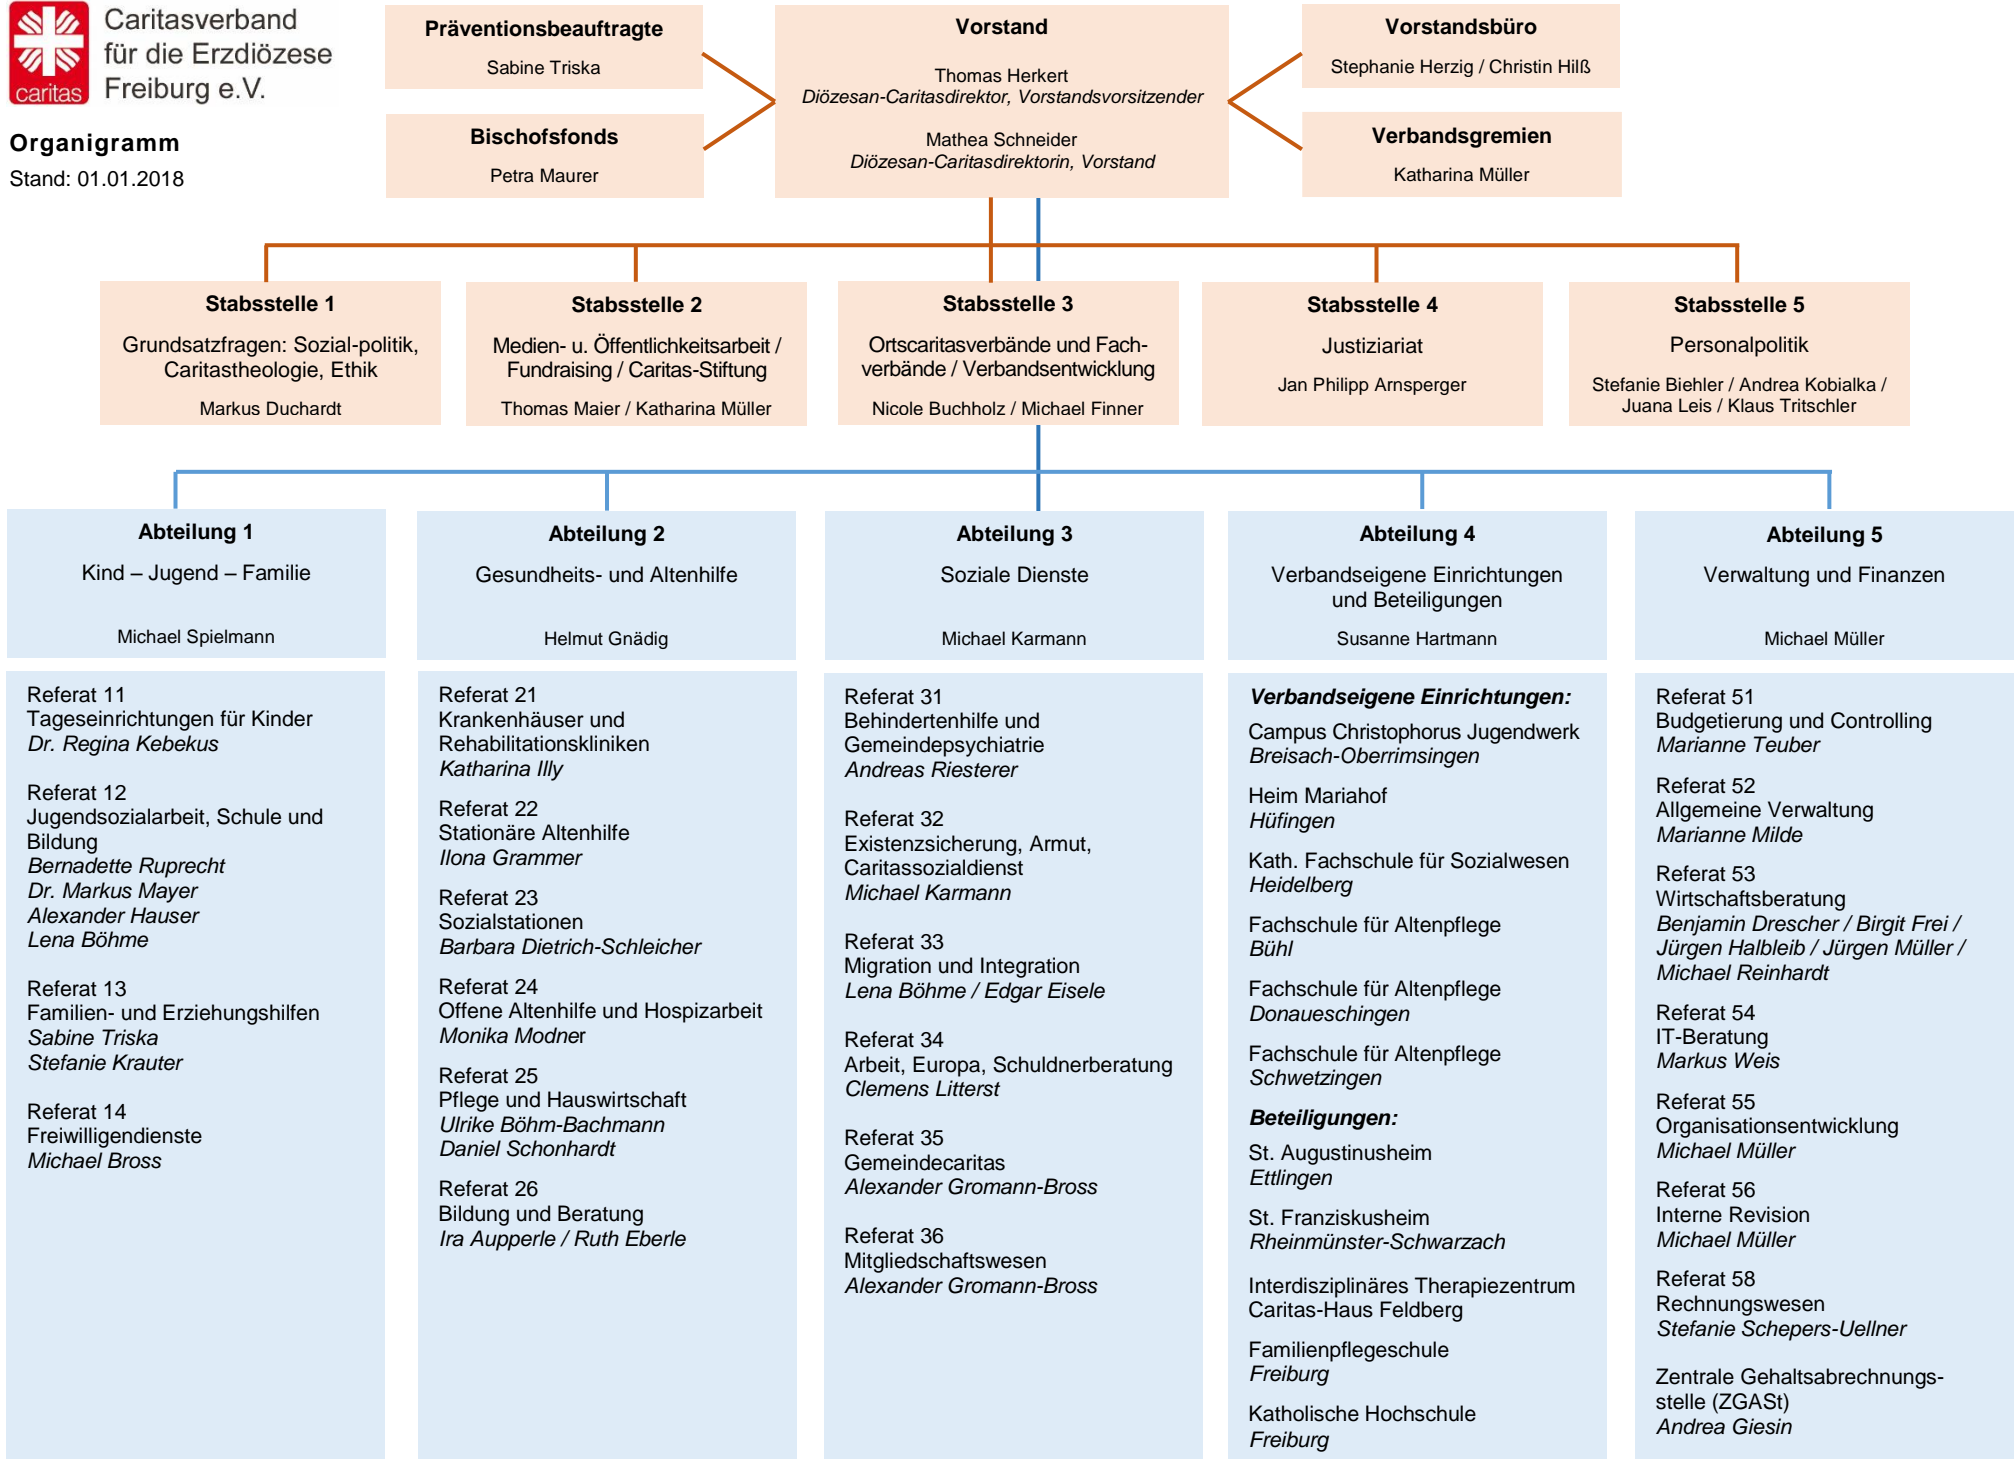 Caritasverband
für die Erzdiözese
Freiburg e.V.
caritas
Organigramm
Stand: 01.01.2018
Präventionsbeauftragte
Sabine Triska
Bischofsfonds
Petra Maurer
Vorstand
Thomas Herkert
Diözesan-Caritasdirektor, Vorstandsvorsitzender
Mathea Schneider
Diözesan-Caritasdirektorin, Vorstand
Vorstandsbüro
Stephanie Herzig / Christin Hilß
Verbandsgremien
Katharina Müller
Stabsstelle 1
Grundsatzfragen: Sozial-politik,
Caritastheologie, Ethik
Markus Duchardt
Stabsstelle 2
Medien- u. Öffentlichkeitsarbeit /
Fundraising / Caritas-Stiftung
Thomas Maier / Katharina Müller
Stabsstelle 3
Ortscaritasverbände und Fach-
verbände / Verbandsentwicklung
Nicole Buchholz / Michael Finner
Stabsstelle 4
Justiziariat
Jan Philipp Arnsperger
Stabsstelle 5
Personalpolitik
Stefanie Biehler / Andrea Kobialka /
Juana Leis / Klaus Tritschler
Abteilung 1
Kind – Jugend – Familie
Michael Spielmann
Referat 11
Tageseinrichtungen für Kinder
Dr. Regina Kebekus
Referat 12
Jugendsozialarbeit, Schule und
Bildung
Bernadette Ruprecht
Dr. Markus Mayer
Alexander Hauser
Lena Böhme
Referat 13
Familien- und Erziehungshilfen
Sabine Triska
Stefanie Krauter
Referat 14
Freiwilligendienste
Michael Bross
Abteilung 2
Gesundheits- und Altenhilfe
Helmut Gnädig
Referat 21
Krankenhäuser und
Rehabilitationskliniken
Katharina Illy
Referat 22
Stationäre Altenhilfe
Ilona Grammer
Referat 23
Sozialstationen
Barbara Dietrich-Schleicher
Referat 24
Offene Altenhilfe und Hospizarbeit
Monika Modner
Referat 25
Pflege und Hauswirtschaft
Ulrike Böhm-Bachmann
Daniel Schonhardt
Referat 26
Bildung und Beratung
Ira Aupperle / Ruth Eberle
Abteilung 3
Soziale Dienste
Michael Karmann
Referat 31
Behindertenhilfe und
Gemeindepsychiatrie
Andreas Riesterer
Referat 32
Existenzsicherung, Armut,
Caritassozialdienst
Michael Karmann
Referat 33
Migration und Integration
Lena Böhme / Edgar Eisele
Referat 34
Arbeit, Europa, Schuldnerberatung
Clemens Litterst
Referat 35
Gemeindecaritas
Alexander Gromann-Bross
Referat 36
Mitgliedschaftswesen
Alexander Gromann-Bross
Abteilung 4
Verbandseigene Einrichtungen
und Beteiligungen
Susanne Hartmann
Verbandseigene Einrichtungen:
Campus Christophorus Jugendwerk
Breisach-Oberrimsingen
Heim Mariahof
Hüfingen
Kath. Fachschule für Sozialwesen
Heidelberg
Fachschule für Altenpflege
Bühl
Fachschule für Altenpflege
Donaueschingen
Fachschule für Altenpflege
Schwetzingen
Beteiligungen:
St. Augustinusheim
Ettlingen
St. Franziskusheim
Rheinmünster-Schwarzach
Interdisziplinäres Therapiezentrum
Caritas-Haus Feldberg
Familienpflegeschule
Freiburg
Katholische Hochschule
Freiburg
Abteilung 5
Verwaltung und Finanzen
Michael Müller
Referat 51
Budgetierung und Controlling
Marianne Teuber
Referat 52
Allgemeine Verwaltung
Marianne Milde
Referat 53
Wirtschaftsberatung
Benjamin Drescher / Birgit Frei /
Jürgen Halbleib / Jürgen Müller /
Michael Reinhardt
Referat 54
IT-Beratung
Markus Weis
Referat 55
Organisationsentwicklung
Michael Müller
Referat 56
Interne Revision
Michael Müller
Referat 58
Rechnungswesen
Stefanie Schepers-Uellner
Zentrale Gehaltsabrechnungs-
stelle (ZGASt)
Andrea Giesin